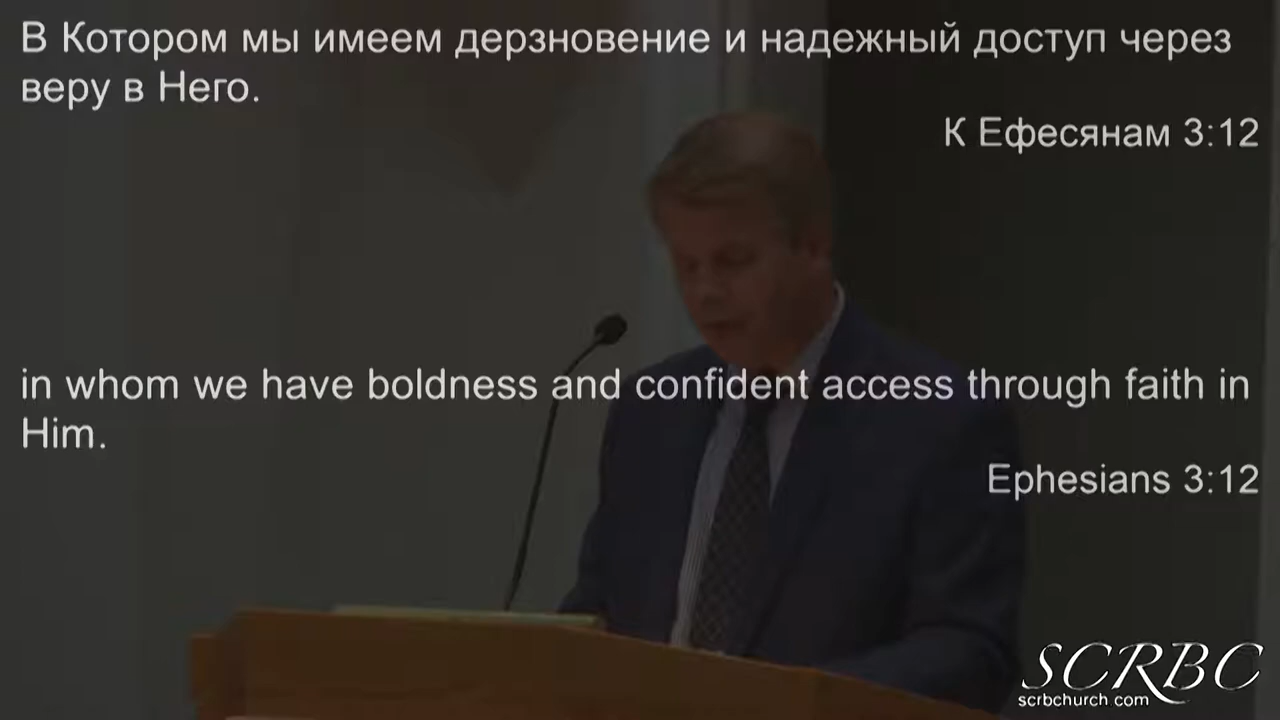 В Котором мы имеем дерзновение и надежный доступ через
веру в Него.
К Ефесянам 3:12
in whom we have boldness and confident access through faith in
Him.
Ephesians 3:12
SCRBC
scrbchurch.com